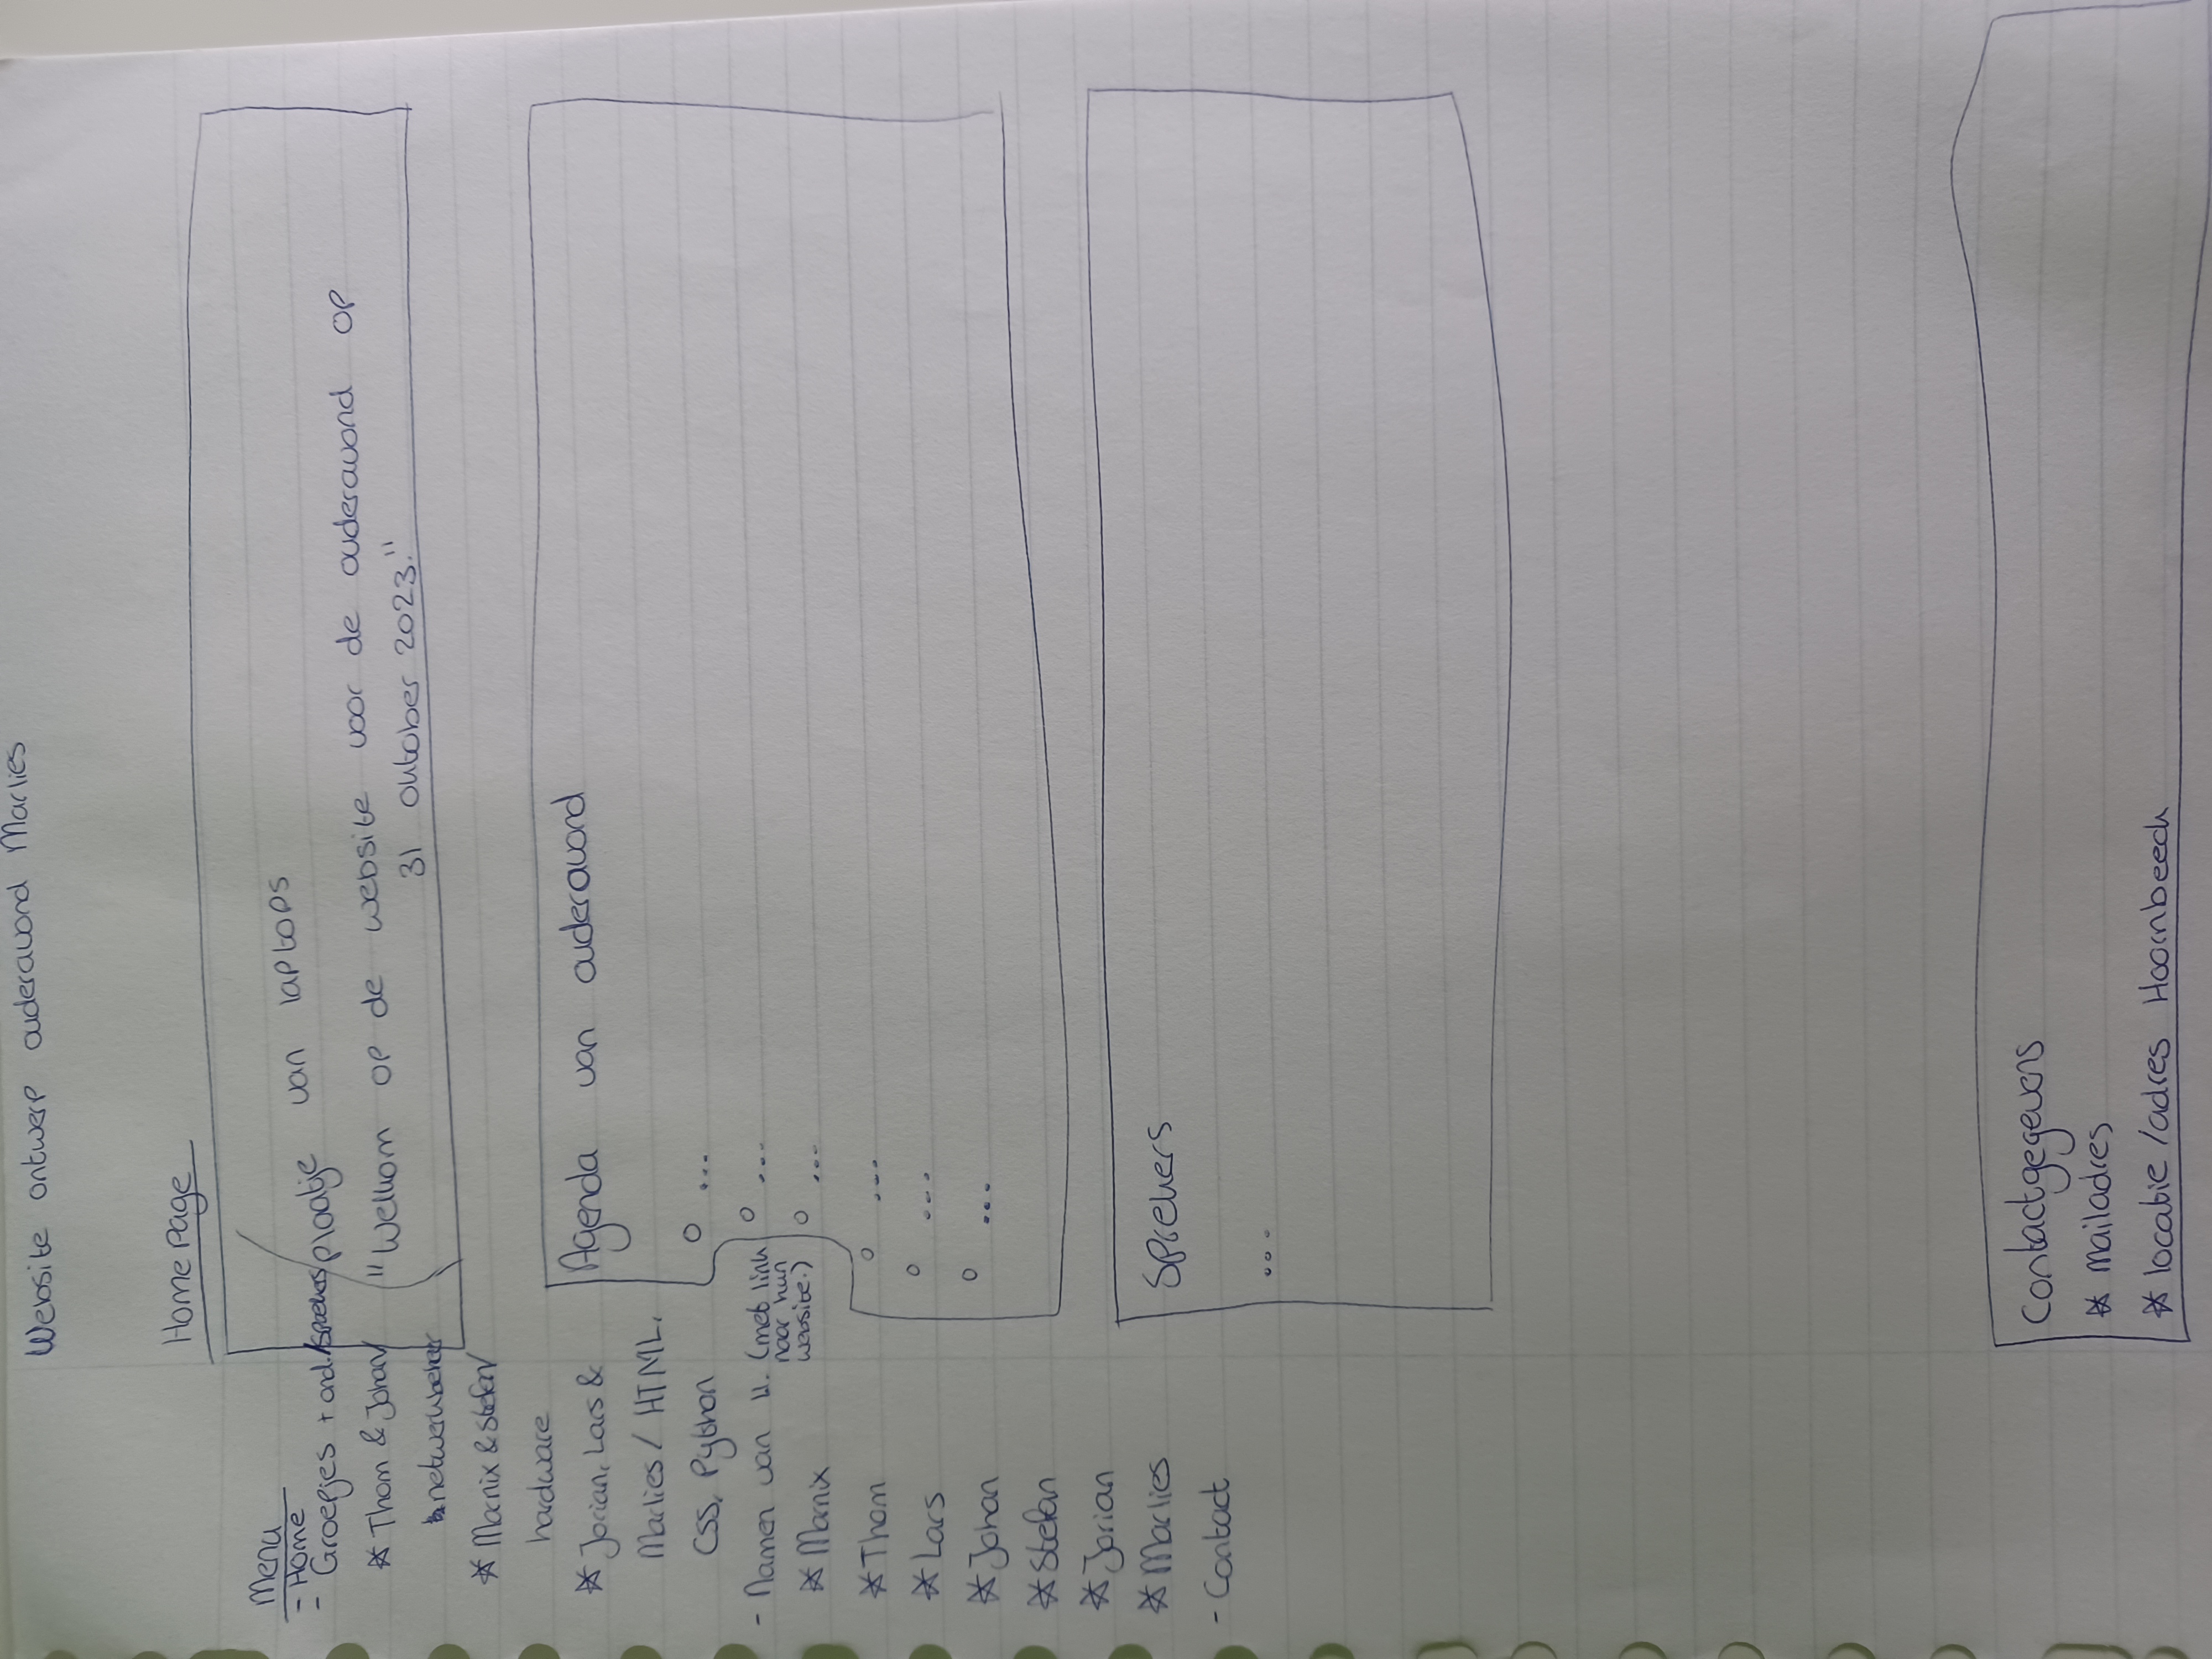 Website ontwerp ouderavond Marlies
Homepage
Menu
- Home
- Groepjes + ond./sprekers
* Thom & Johan/
netwerkbeheer
* Marnix & Stefan/
hardware
* Jorian, Lars &
Marlies / HTML,
CSS, Python
- Namen van ll. (met link
naar hun
website.)
* Marnix
* Thom
* Lars
* Johan
* Stefan
* Jorian
* Marlies
- Contact
plaatje van laptops
"Welkom op de website voor de ouderavond op
31 oktober 2023."
Agenda van ouderavond
o ...
o ...
o ...
o ...
o ...
o ...
Sprekers
...
Contactgegevens
* mailadres
* locatie / adres Hoornbeeck